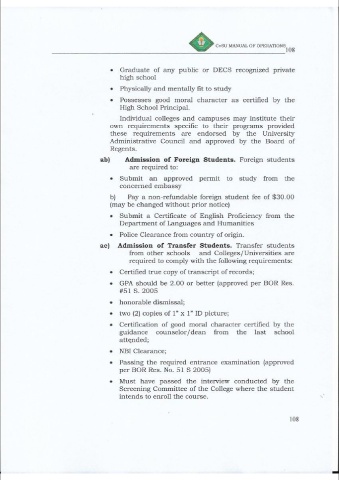 CvSU MANUAL OF OPERATIONS
108
• Graduate of any public or DECS recognized private
high school
• Physically and mentally fit to study
• Possesses good moral character as certified by the
High School Principal.
Individual colleges and campuses may institute their
own requirements specific to their programs provided
these requirements are endorsed by the University
Administrative Council and approved by the Board of
Regents.
ab) Admission of Foreign Students. Foreign students
are required to:
• Submit an approved permit to study from the
concerned embassy
b) Pay a non-refundable foreign student fee of $30.00
(may be changed without prior notice)
• Submit a Certificate of English Proficiency from the
Department of Languages and Humanities
• Police Clearance from country of origin.
ac) Admission of Transfer Students. Transfer students
from other schools and Colleges/Universities are
required to comply with the following requirements:
• Certified true copy of transcript of records;
• GPA should be 2.00 or better (approved per BOR Res.
#51 S. 2005
• honorable dismissal;
• two (2) copies of 1" x 1" ID picture;
• Certification of good moral character certified by the
guidance counselor/dean from the last school
attended;
• NBI Clearance;
• Passing the required entrance examination (approved
per BOR Res. No. 51 S 2005)
• Must have passed the interview conducted by the
Screening Committee of the College where the student
intends to enroll the course.
108